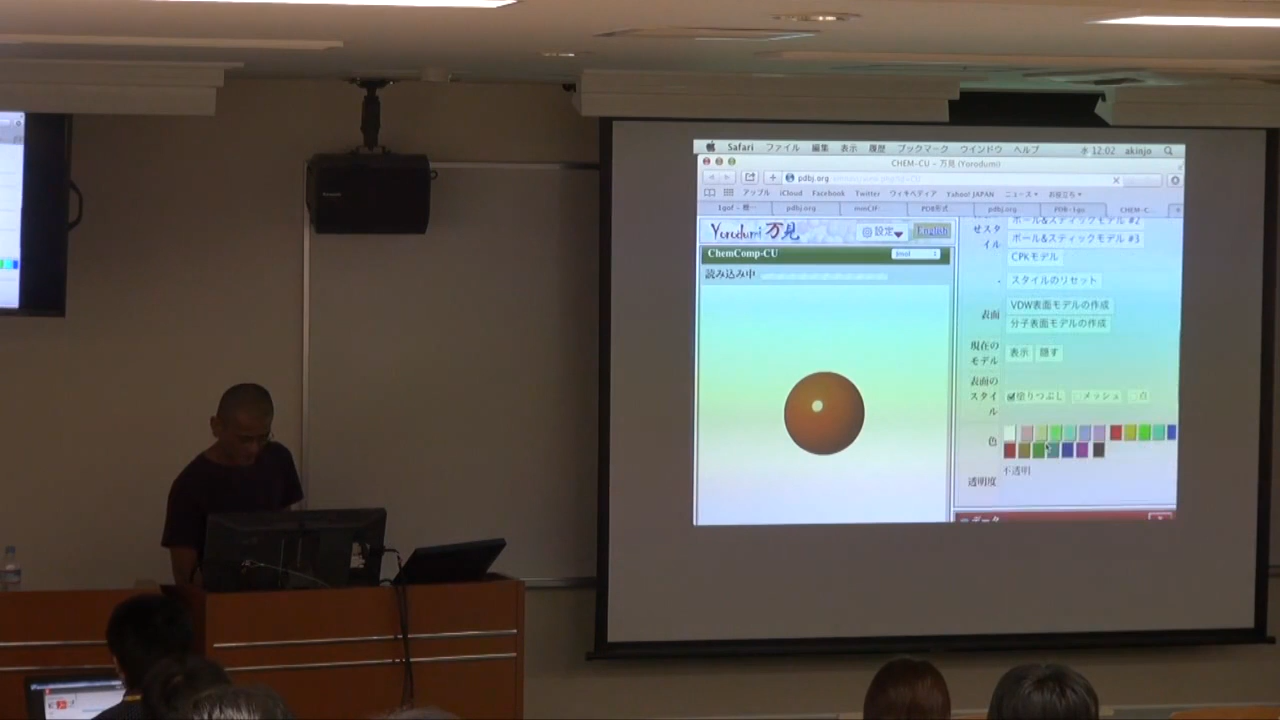 Safari ファイル 編集 表示 履歴 ブックマーク ウインドウ ヘルプ 水 12:02 akinjo
CHEM-CU - 万見 (Yorodumi)
pdbj.org
アップル iCloud Facebook Twitter ウィキペディア Yahoo! JAPAN ニュース お役立ち
pdbj.org mmCIF PDB形式 pdbj.org CHEM-C...
Yorodumi 万見 設定 English
ChemComp-CU Jmol
読み込み中
せスタイル
ボール&スティックモデル #2
ボール&スティックモデル #3
CPKモデル
スタイルのリセット
表面
VDW表面モデルの作成
分子表面モデルの作成
現在のモデル 表示 隠す
表面のスタイル 塗りつぶし メッシュ 点
色
透明度 不透明
データ